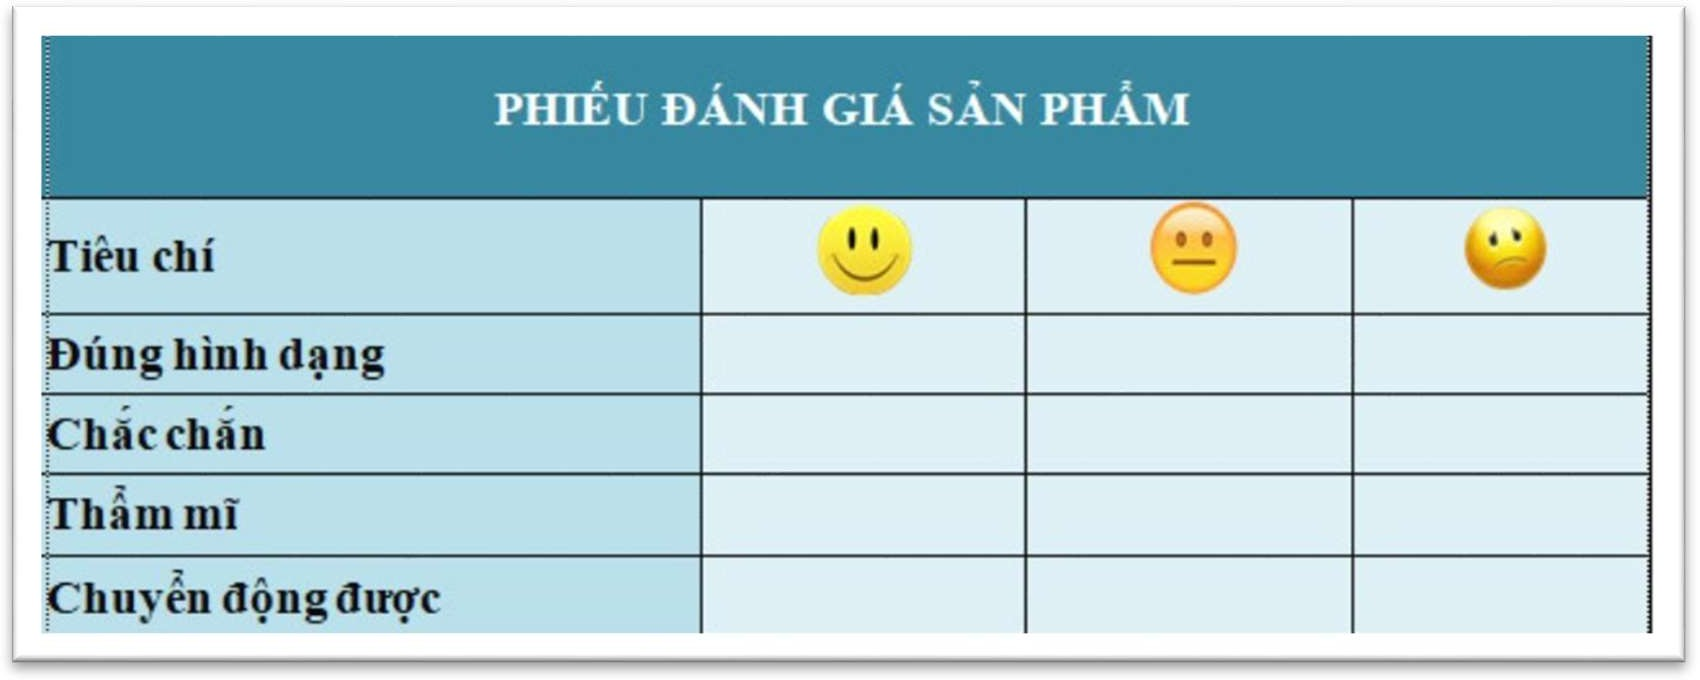 PHIẾU ĐÁNH GIÁ SẢN PHẨM
Tiêu chí
Đúng hình dạng
Chắc chắn
Thẩm mĩ
Chuyển động được